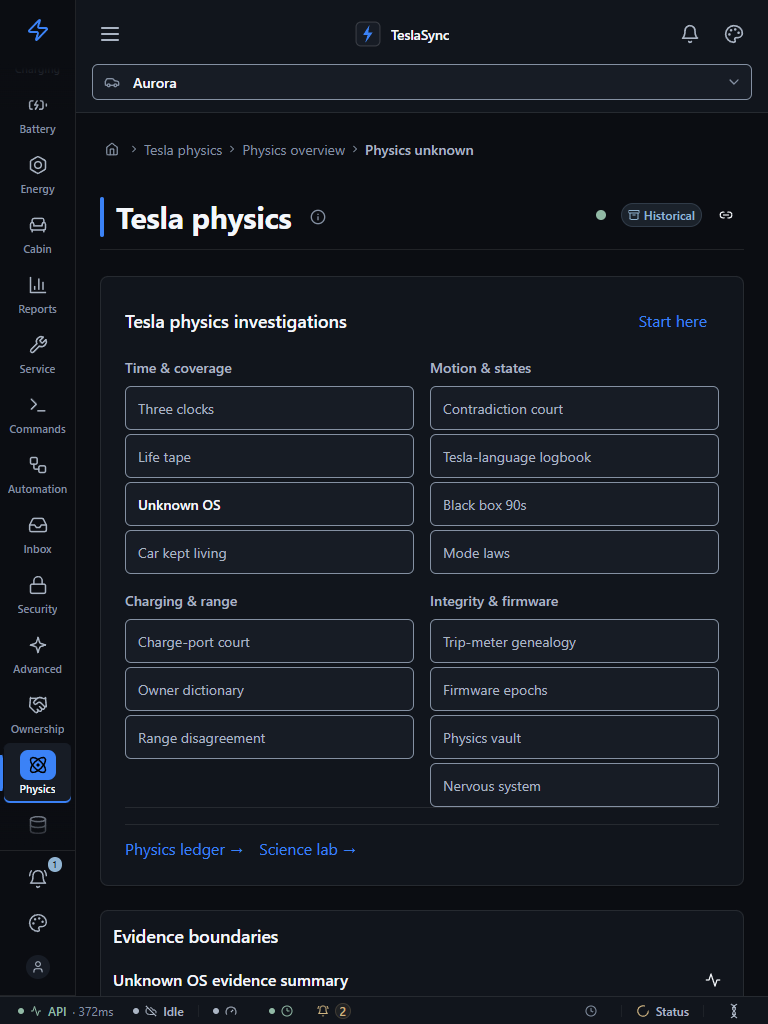 TeslaSync
Aurora
Charging
Battery
Energy
Cabin
Reports
Service
Commands
Automation
Inbox
Security
Advanced
Ownership
Physics
1
Tesla physics > Physics overview > Physics unknown
Tesla physics
Historical
Tesla physics investigations
Start here
Time & coverage
Three clocks
Life tape
Unknown OS
Car kept living
Motion & states
Contradiction court
Tesla-language logbook
Black box 90s
Mode laws
Charging & range
Charge-port court
Owner dictionary
Range disagreement
Integrity & firmware
Trip-meter genealogy
Firmware epochs
Physics vault
Nervous system
Physics ledger →
Science lab →
Evidence boundaries
Unknown OS evidence summary
API · 372ms
Idle
2
Status